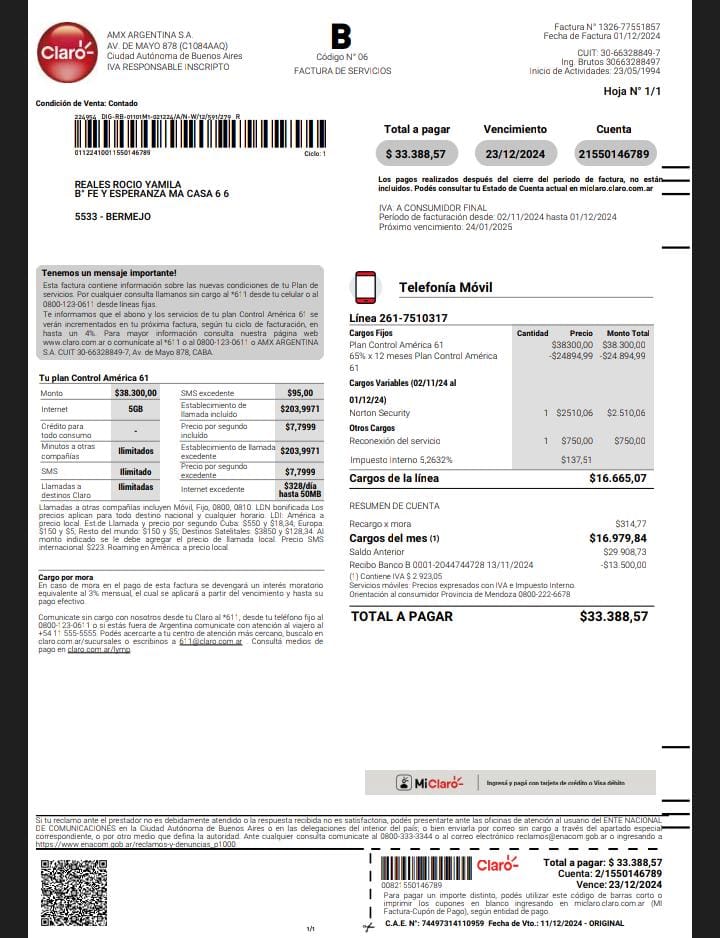 Claro
AMX ARGENTINA S.A.
AV. DE MAYO 878 (C1084AAQ)
Ciudad Autónoma de Buenos Aires
IVA RESPONSABLE INSCRIPTO
B
Código N° 06
FACTURA DE SERVICIOS
Factura N° 1326-77551857
Fecha de Factura 01/12/2024
CUIT: 30-66328849-7
Ing. Brutos 30663288497
Inicio de Actividades: 23/05/1994
Hoja N° 1/1
Condición de Venta: Contado
224954 DIG-RB-01101M1-021224/A/N-W/12/591/279 R
01122410011550146789
Ciclo: 1
Total a pagar
Vencimiento
Cuenta
$ 33.388,57
23/12/2024
21550146789
Los pagos realizados después del cierre del período de factura, no están
incluidos. Podés consultar tu Estado de Cuenta actual en miclaro.claro.com.ar
REALES ROCIO YAMILA
B° FE Y ESPERANZA MA CASA 6 6
5533 - BERMEJO
IVA: A CONSUMIDOR FINAL
Período de facturación desde: 02/11/2024 hasta 01/12/2024
Próximo vencimiento: 24/01/2025
Tenemos un mensaje importante!
Esta factura contiene información sobre las nuevas condiciones de tu Plan de
servicios. Por cualquier consulta llamanos sin cargo al *611 desde tu celular o al
0800-123-0611 desde líneas fijas.
Te informamos que el abono y los servicios de tu plan Control América 61 se
verán incrementados en tu próxima factura, según tu ciclo de facturación, en
hasta un 4%. Para mayor información consulta nuestra página web
www.claro.com.ar o comunicate al *611 o al 0800-123-0611 o AMX ARGENTINA
S.A. CUIT 30-66328849-7, Av. de Mayo 878, CABA.
Tu plan Control América 61
Monto $38.300,00 SMS excedente $95,00
Internet 5GB Establecimiento de llamada incluído $203,9971
Crédito para todo consumo - Precio por segundo incluído $7,7999
Minutos a otras compañías Ilimitados Establecimiento de llamada excedente $203,9971
SMS Ilimitado Precio por segundo excedente $7,7999
Llamadas a destinos Claro Ilimitadas Internet excedente $328/día hasta 50MB
Llamadas a otras compañías incluyen Móvil, Fijo, 0800, 0810. LDN bonificada Los
precios aplican para todo destino nacional y cualquier horario. LDI: América a
precio local. Est.de Llamada y precio por segundo Cuba: $550 y $18,34; Europa:
$150 y $5; Resto del mundo: $150 y $5; Destinos Satelitales: $3850 y $128,34. Al
monto indicado se le debe agregar el precio de llamada local. Precio SMS
internacional: $223. Roaming en América: a precio local.
Cargo por mora
En caso de mora en el pago de esta factura se devengará un interés moratorio
equivalente al 3% mensual, el cual se aplicará a partir del vencimiento y hasta su
pago efectivo.
Comunicate sin cargo con nosotros desde tu Claro al *611, desde tu teléfono fijo al
0800-123-0611 o si estás fuera de Argentina comunicate con atención al viajero al
+54 11 555-5555. Podés acercarte a tu centro de atención más cercano, buscalo en
claro.com.ar/sucursales o escribinos a 611@claro.com.ar . Consultá medios de
pago en claro.com.ar/lymp.
Telefonía Móvil
Línea 261-7510317
Cargos Fijos Cantidad Precio Monto Total
Plan Control América 61 $38300,00 $38.300,00
65% x 12 meses Plan Control América -$24894,99 -$24.894,99
61
Cargos Variables (02/11/24 al
01/12/24)
Norton Security 1 $2510,06 $2.510,06
Otros Cargos
Reconexión del servicio 1 $750,00 $750,00
Impuesto Interno 5,2632% $137,51
Cargos de la línea $16.665,07
RESUMEN DE CUENTA
Recargo x mora $314,77
Cargos del mes (1) $16.979,84
Saldo Anterior $29.908,73
Recibo Banco B 0001-2044744728 13/11/2024 -$13.500,00
(1) Contiene IVA $ 2.923,05
Servicios móviles: Precios expresados con IVA e Impuesto Interno.
Orientación al consumidor Provincia de Mendoza 0800-222-6678
TOTAL A PAGAR $33.388,57
MiClaro
Ingresá y pagá con tarjeta de crédito o Visa débito
Si tu reclamo ante el prestador no es debidamente atendido o la respuesta recibida no es satisfactoria, podés presentarte ante las oficinas de atención al usuario del ENTE NACIONAL
DE COMUNICACIONES en la Ciudad Autónoma de Buenos Aires o en las delegaciones del interior del país; o bien enviarla por correo sin cargo a través del apartado especial
correspondiente, o por otro medio que defina la autoridad. Ante cualquier consulta comunicate al 0800-333-3344 o al correo electrónico reclamos@enacom.gob.ar o ingresando a
https://www.enacom.gob.ar/reclamos-y-denuncias_p1000
Claro
00821550146789
Total a pagar: $ 33.388,57
Cuenta: 2/1550146789
Vence: 23/12/2024
Para pagar un importe distinto, podés utilizar este código de barras corto o
imprimir los cupones en blanco ingresando en miclaro.claro.com.ar (MI
Factura-Cupón de Pago), según entidad de pago.
C.A.E. N°: 74497314110959 Fecha de Vto.: 11/12/2024 - ORIGINAL
1/1